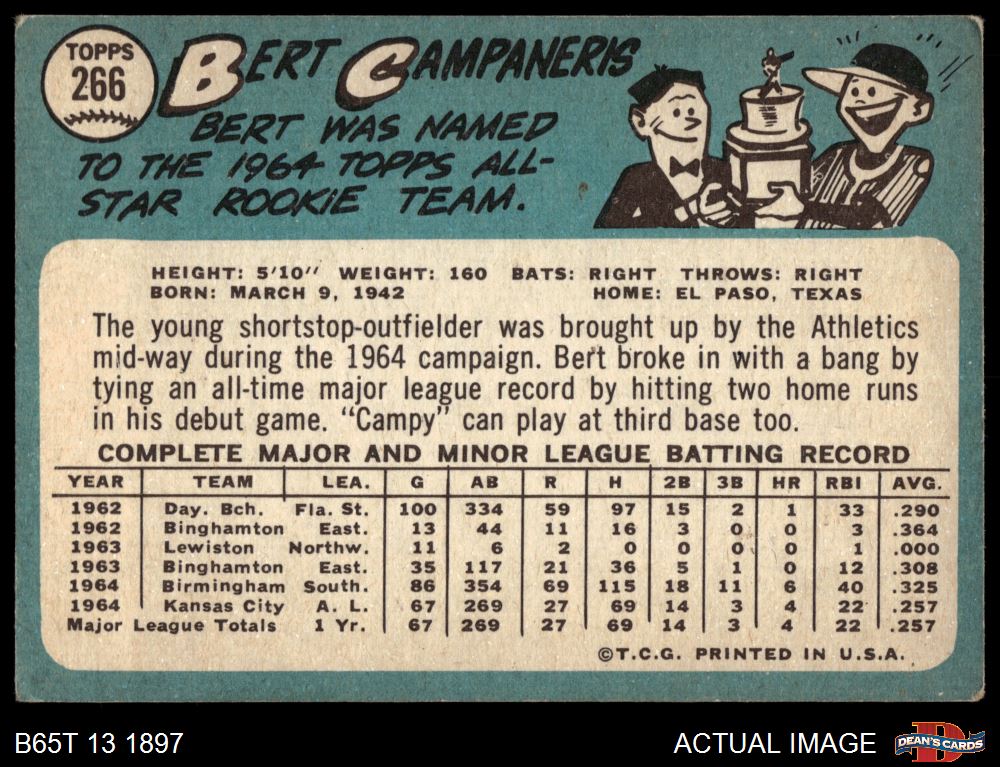 TOPPS
266
BERT CAMPANERIS
BERT WAS NAMED
TO THE 1964 TOPPS ALL-
STAR ROOKIE TEAM.
HEIGHT: 5'10" WEIGHT: 160 BATS: RIGHT THROWS: RIGHT
BORN: MARCH 9, 1942 HOME: EL PASO, TEXAS
The young shortstop-outfielder was brought up by the Athletics
mid-way during the 1964 campaign. Bert broke in with a bang by
tying an all-time major league record by hitting two home runs
in his debut game. "Campy" can play at third base too.
COMPLETE MAJOR AND MINOR LEAGUE BATTING RECORD
YEAR TEAM LEA. G AB R H 2B 3B HR RBI AVG.
1962 Day. Bch. Fla. St. 100 334 59 97 15 2 1 33 .290
1962 Binghamton East. 13 44 11 16 3 0 0 3 .364
1963 Lewiston Northw. 11 6 2 0 0 0 0 1 .000
1963 Binghamton East. 35 117 21 36 5 1 0 12 .308
1964 Birmingham South. 86 354 69 115 18 11 6 40 .325
1964 Kansas City A. L. 67 269 27 69 14 3 4 22 .257
Major League Totals 1 Yr. 67 269 27 69 14 3 4 22 .257
©T.C.G. PRINTED IN U.S.A.
B65T 13 1897 ACTUAL IMAGE D DEAN'S CARDS